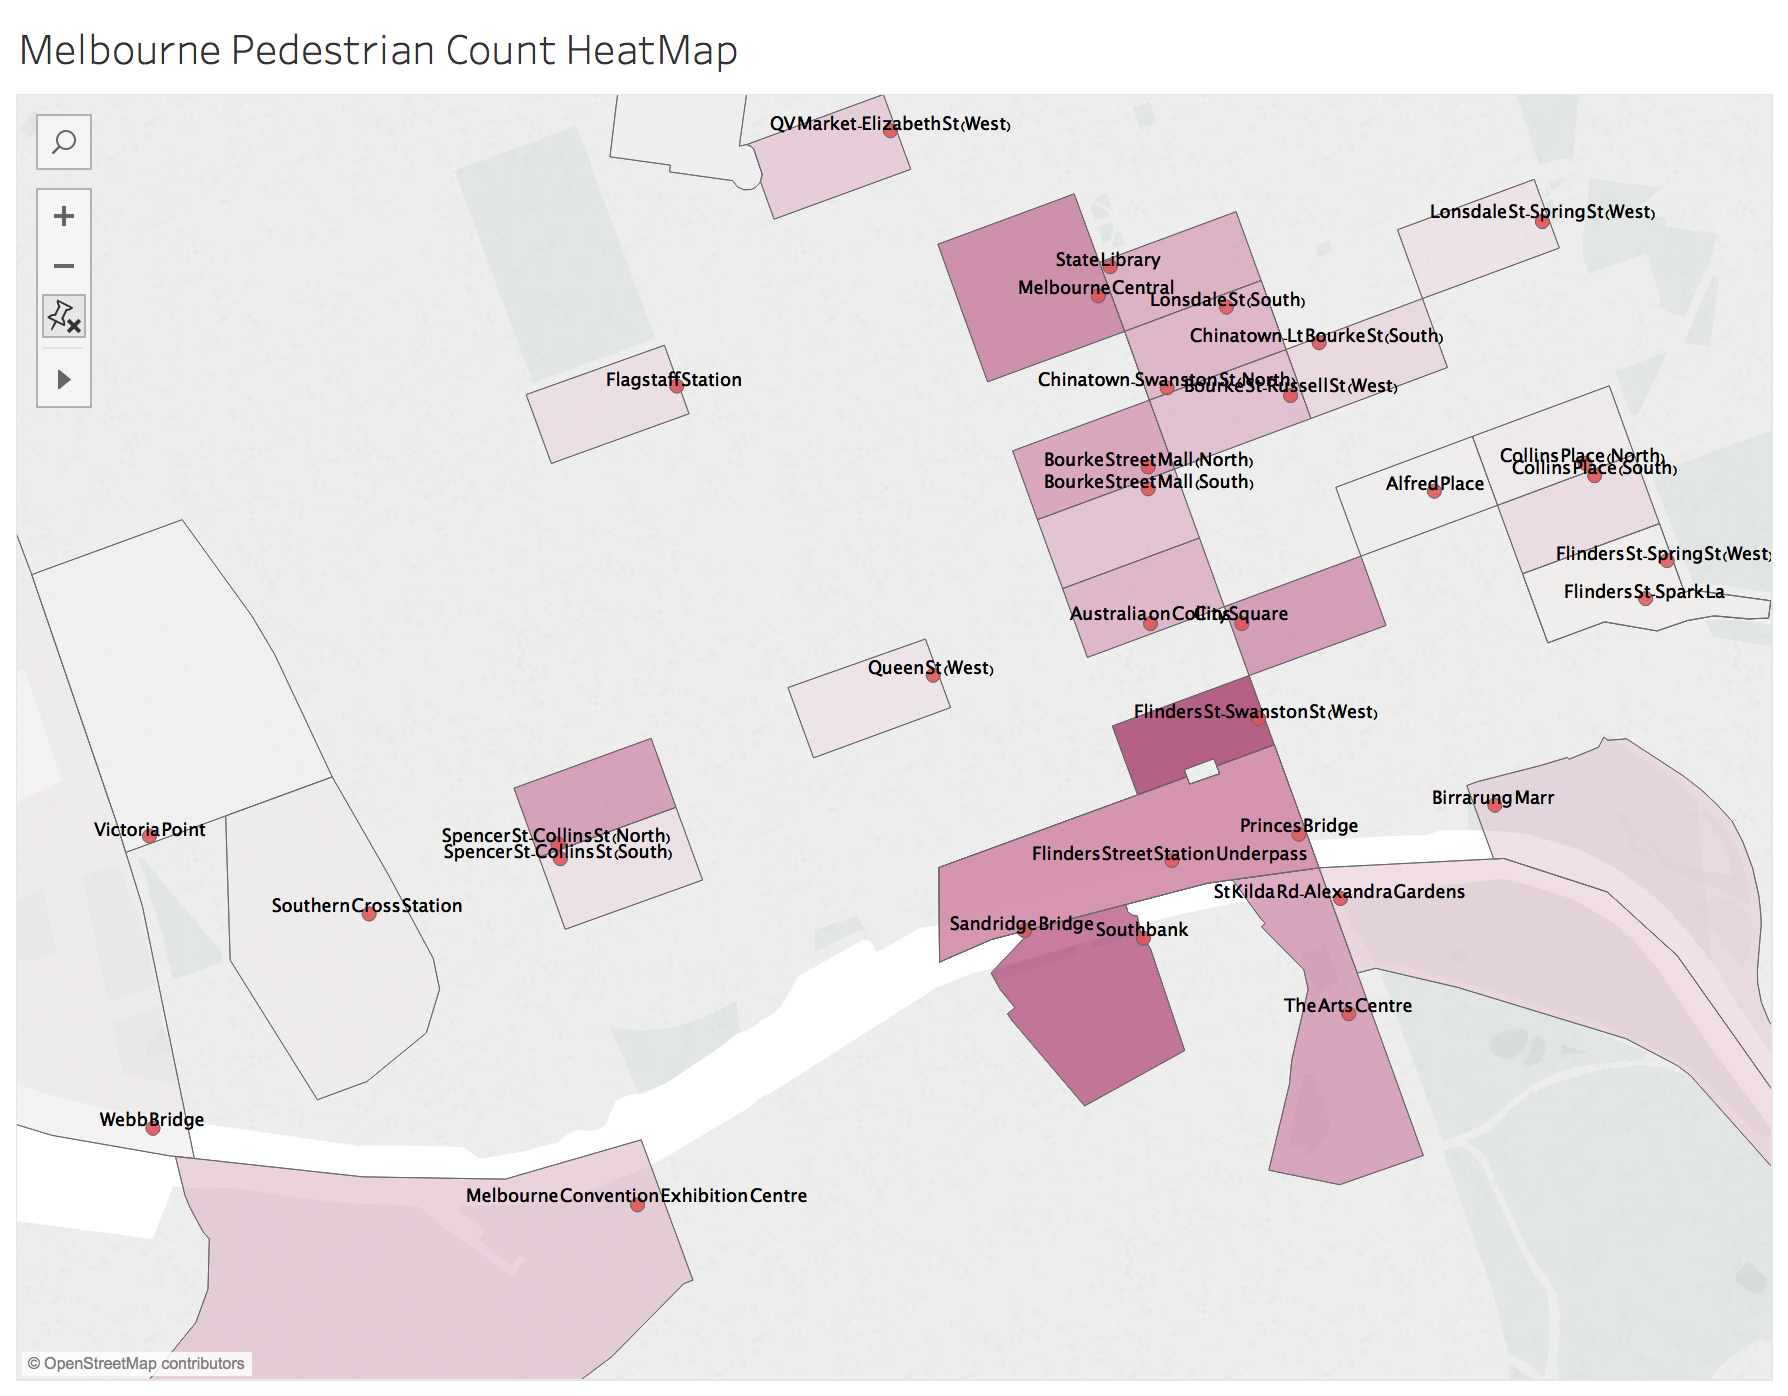 Melbourne Pedestrian Count HeatMap
QVMarket-ElizabethSt(West)
LonsdaleSt-SpringSt(West)
StateLibrary
MelbourneCentral
LonsdaleSt(South)
Chinatown-LtBourkeSt(South)
FlagstaffStation
Chinatown-SwanstonSt(North)
BourkeSt-RussellSt(West)
BourkeStreetMall(North)
CollinsPlace(North)
CollinsPlace(South)
BourkeStreetMall(South)
AlfredPlace
FlindersSt-SpringSt(West)
FlindersSt-SparkLa
AustraliaonCollins
CitySquare
QueenSt(West)
FlindersSt-SwanstonSt(West)
BirrarungMarr
VictoriaPoint
PrincesBridge
SpencerSt-CollinsSt(North)
SpencerSt-CollinsSt(South)
FlindersStreetStationUnderpass
StKildaRd-AlexandraGardens
SouthernCrossStation
SandridgeBridge
Southbank
TheArtsCentre
WebbBridge
MelbourneConventionExhibitionCentre
© OpenStreetMap contributors